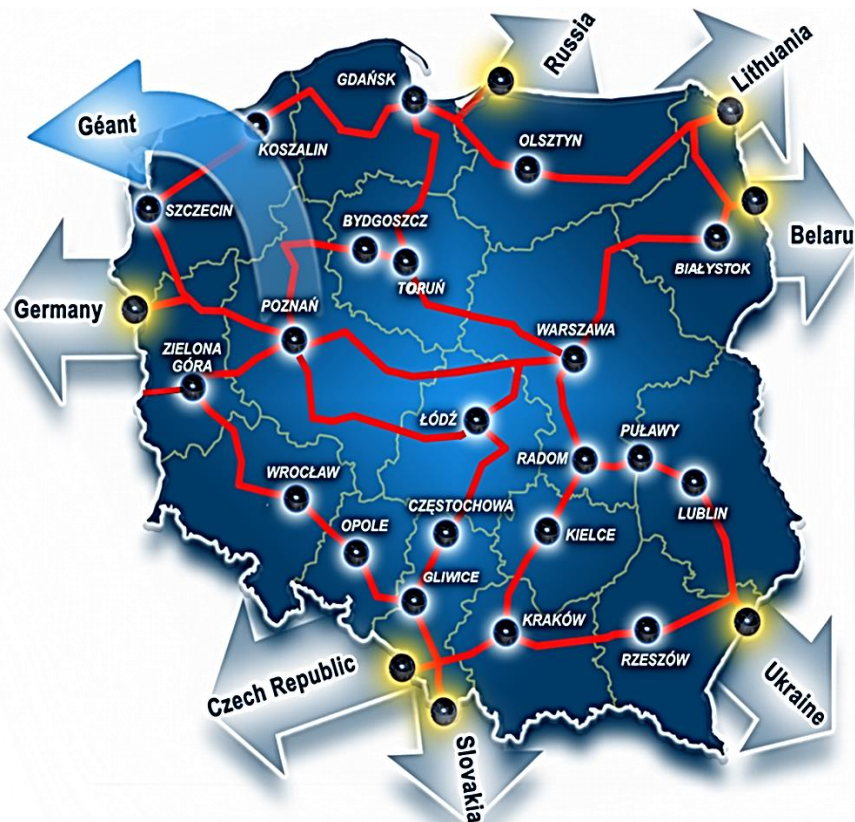 Russia
Lithuania
GDAŃSK
Géant
KOSZALIN
OLSZTYN
SZCZECIN
BYDGOSZCZ
Belaru
BIAŁYSTOK
TORUŃ
Germany
POZNAŃ
WARSZAWA
ZIELONA
GÓRA
ŁÓDŹ
PUŁAWY
RADOM
WROCŁAW
CZĘSTOCHOWA
LUBLIN
OPOLE
KIELCE
GLIWICE
KRAKÓW
RZESZÓW
Czech Republic
Ukraine
Slovakia